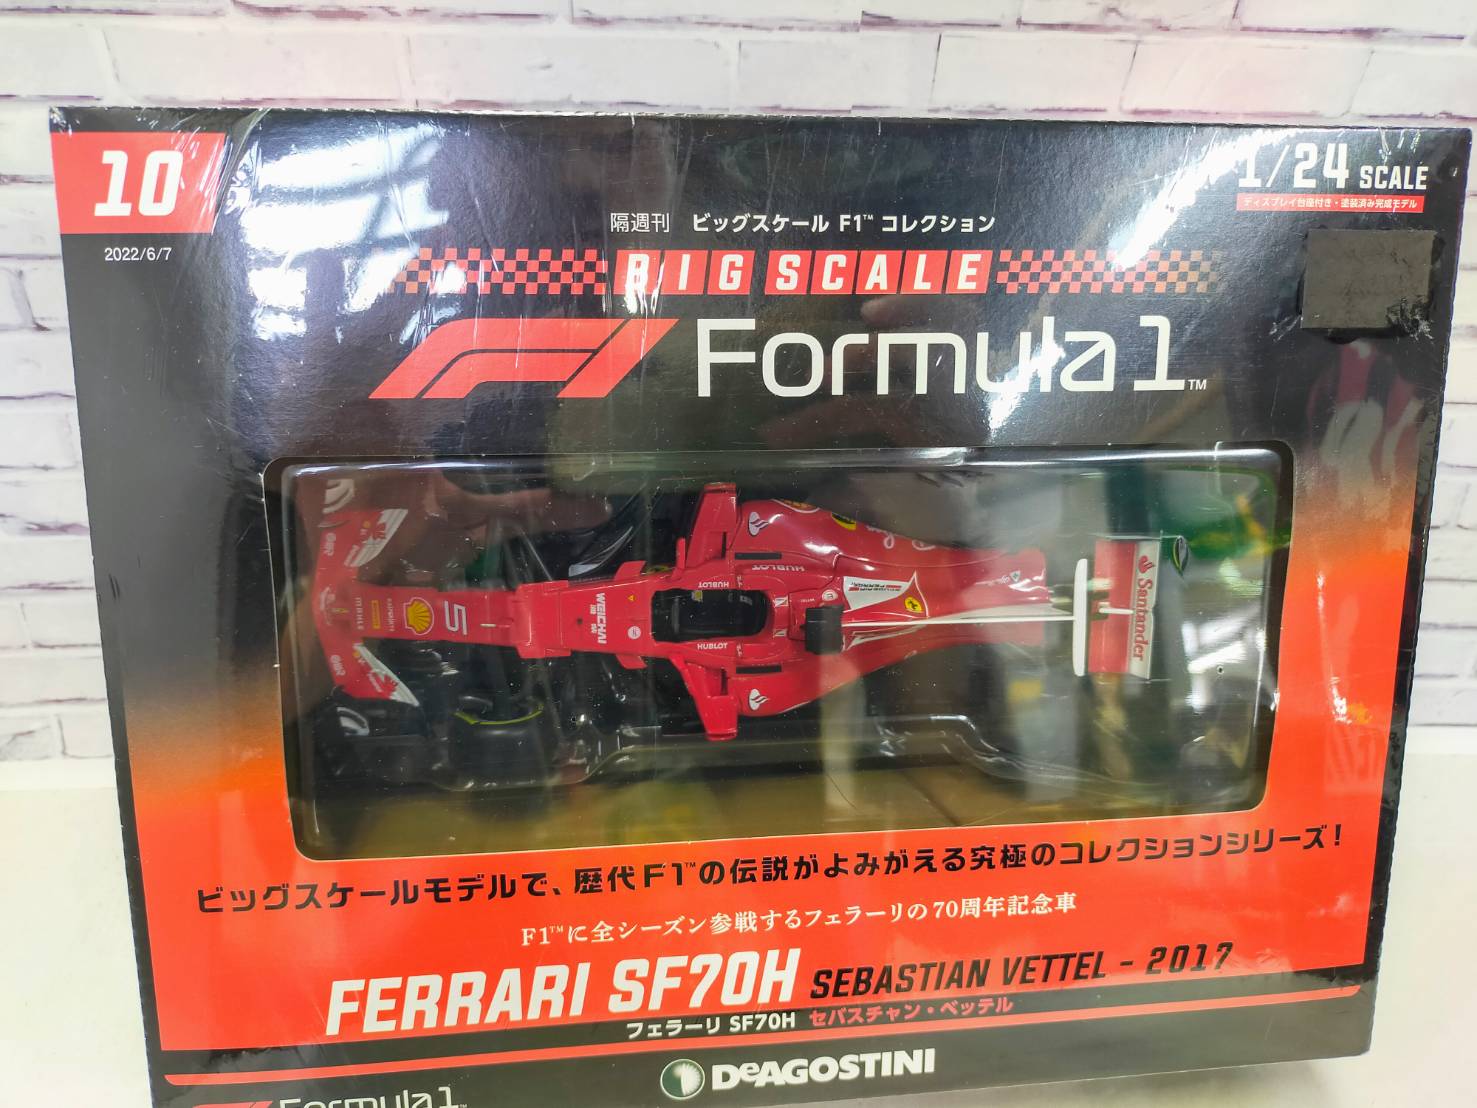 10
2022/6/7
1/24 SCALE
ディスプレイ台座付き・塗装済み完成モデル
隔週刊 ビッグスケール F1™ コレクション
BIG SCALE
Formula 1™
5
WEICHAI
HUBLOT
HUBLOT
HUBLOT
Santander
ビッグスケールモデルで、歴代F1™の伝説がよみがえる究極のコレクションシリーズ！
F1™に全シーズン参戦するフェラーリの70周年記念車
FERRARI SF70H SEBASTIAN VETTEL - 2017
フェラーリ SF70H セバスチャン・ベッテル
DeAGOSTINI
Formula 1™